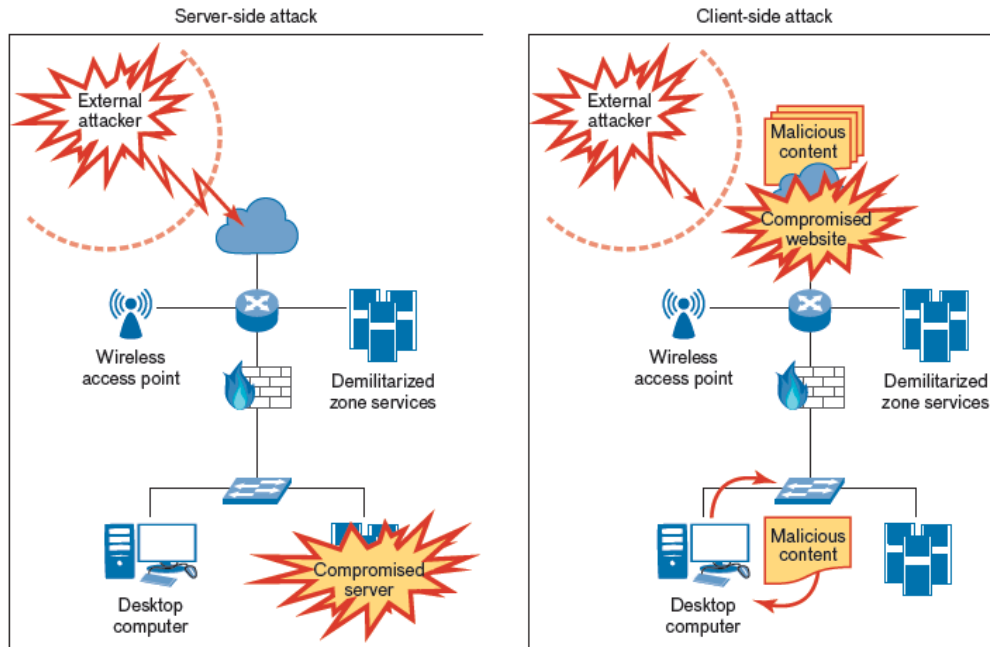 Server-side attack
External
attacker
Wireless
access point
Demilitarized
zone services
Desktop
computer
Compromised
server
Client-side attack
External
attacker
Malicious
content
Compromised
website
Wireless
access point
Demilitarized
zone services
Malicious
content
Desktop
computer